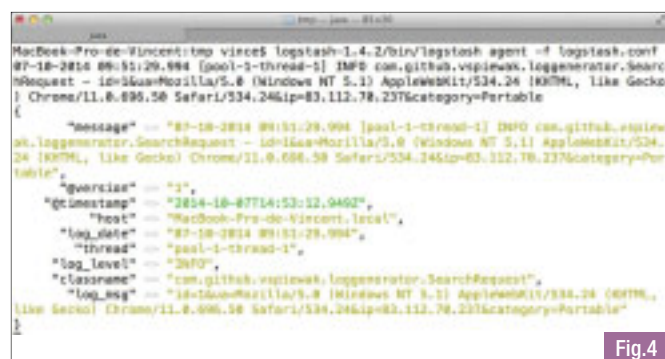 tmp — java — 81×30
java
MacBook-Pro-de-Vincent:tmp vince$ logstash-1.4.2/bin/logstash agent -f logstash.conf
07-10-2014 09:51:29.994 [pool-1-thread-1] INFO com.github.vspiewak.loggenerator.Searc
hRequest - id=1&ua=Mozilla/5.0 (Windows NT 5.1) AppleWebKit/534.24 (KHTML, like Gecko
) Chrome/11.0.696.50 Safari/534.24&ip=83.112.70.237&category=Portable
{
"message" => "07-10-2014 09:51:29.994 [pool-1-thread-1] INFO com.github.vspiew
ak.loggenerator.SearchRequest - id=1&ua=Mozilla/5.0 (Windows NT 5.1) AppleWebKit/534.
24 (KHTML, like Gecko) Chrome/11.0.696.50 Safari/534.24&ip=83.112.70.237&category=Por
table",
"@version" => "1",
"@timestamp" => "2014-10-07T14:53:12.949Z",
"host" => "MacBook-Pro-de-Vincent.local",
"log_date" => "07-10-2014 09:51:29.994",
"thread" => "pool-1-thread-1",
"log_level" => "INFO",
"classname" => "com.github.vspiewak.loggenerator.SearchRequest",
"log_msg" => "id=1&ua=Mozilla/5.0 (Windows NT 5.1) AppleWebKit/534.24 (KHTML,
like Gecko) Chrome/11.0.696.50 Safari/534.24&ip=83.112.70.237&category=Portable"
}
Fig.4